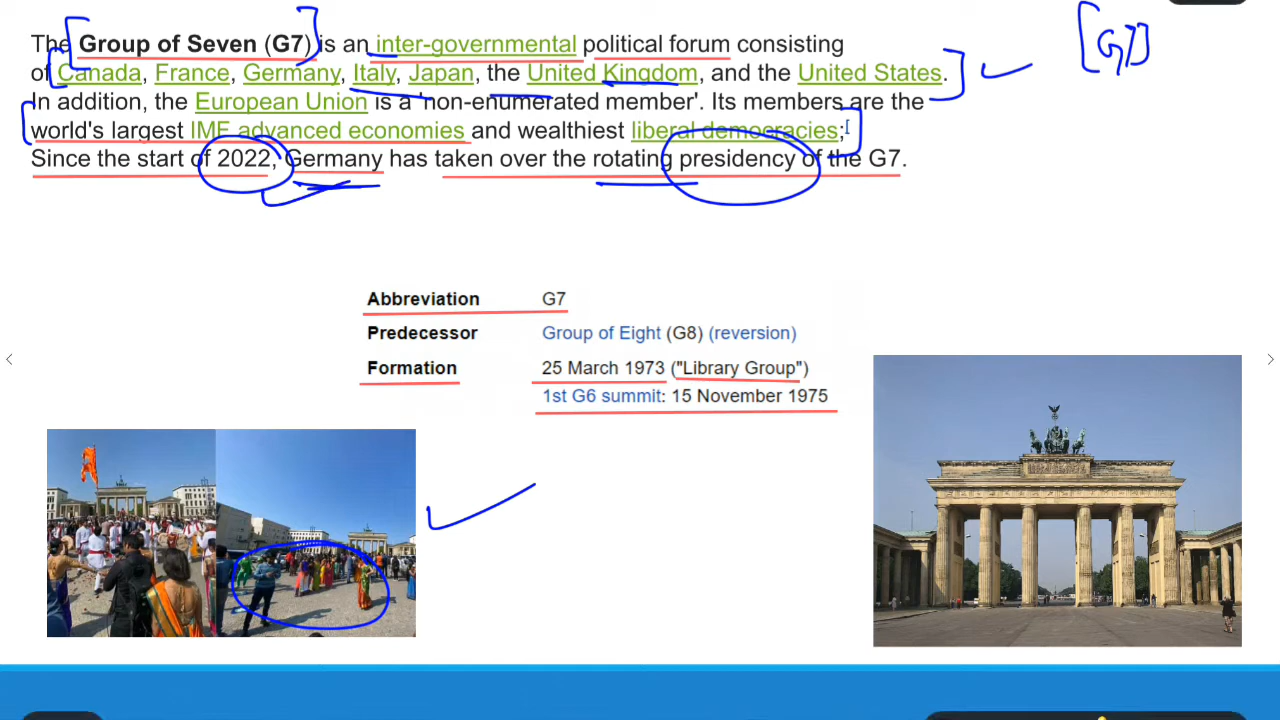 The Group of Seven (G7) is an inter-governmental political forum consisting
of Canada, France, Germany, Italy, Japan, the United Kingdom, and the United States.
In addition, the European Union is a 'non-enumerated member'. Its members are the
world's largest IMF advanced economies and wealthiest liberal democracies;[
Since the start of 2022, Germany has taken over the rotating presidency of the G7.
[G7]
Abbreviation G7
Predecessor Group of Eight (G8) (reversion)
Formation 25 March 1973 ("Library Group")
1st G6 summit: 15 November 1975